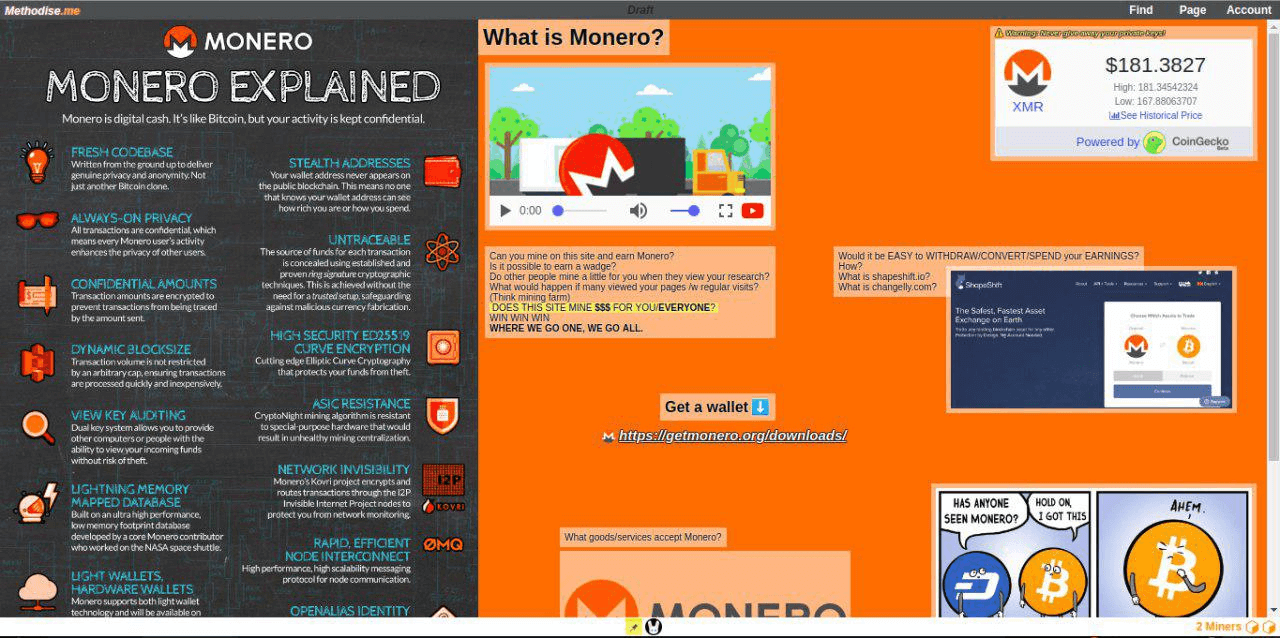 Methodise.me
Draft
Find
Page
Account
MONERO
MONERO EXPLAINED
Monero is digital cash. It's like Bitcoin, but your activity is kept confidential.
FRESH CODEBASE
Written from the ground up to deliver
genuine privacy and anonymity. Not
just another Bitcoin clone.
ALWAYS-ON PRIVACY
All transactions are confidential, which
means every Monero user's activity
enhances the privacy of other users.
CONFIDENTIAL AMOUNTS
Transaction amounts are encrypted to
prevent transactions from being traced
by the amount sent.
DYNAMIC BLOCKSIZE
Transaction volume is not restricted
by an arbitrary cap, ensuring transactions
are processed quickly and inexpensively.
VIEW KEY AUDITING
Dual key system allows you to provide
other computers or people with the
ability to view your incoming funds
without risk of theft.
LIGHTNING MEMORY
MAPPED DATABASE
Built on an ultra high performance,
low memory footprint database
developed by a core Monero contributor
who worked on the NASA space shuttle.
LIGHT WALLETS,
HARDWARE WALLETS
Monero supports both light wallet
technology and will be available on
STEALTH ADDRESSES
Your wallet address never appears on
the public blockchain. This means no one
that knows your wallet address can see
how rich you are or how you spend.
UNTRACEABLE
The source of funds for each transaction
is concealed using established and
proven ring signature cryptographic
techniques. This is achieved without the
need for a trusted setup, safeguarding
against malicious currency fabrication.
HIGH SECURITY ED25519
CURVE ENCRYPTION
Cutting edge Elliptic Curve Cryptography
that protects your funds from theft.
ASIC RESISTANCE
CryptoNight mining algorithm is resistant
to special-purpose hardware that would
result in unhealthy mining centralization.
NETWORK INVISIBILITY
Monero's Kovri project encrypts and
routes transactions through the I2P
Invisible Internet Project nodes to
protect you from network monitoring.
I2P
KOVRI
RAPID, EFFICIENT
NODE INTERCONNECT
High performance, high scalability messaging
protocol for node communication.
ØMQ
OPENALIAS IDENTITY
What is Monero?
0:00
Warning: Never give away your private keys!
$181.3827
High: 181.34542324
Low: 167.88063707
XMR
See Historical Price
Powered by CoinGecko
Beta
Can you mine on this site and earn Monero?
Is it possible to earn a wadge?
Do other people mine a little for you when they view your research?
What would happen if many viewed your pages /w regular visits?
(Think mining farm)
DOES THIS SITE MINE $$$ FOR YOU/EVERYONE?
WIN WIN WIN
WHERE WE GO ONE, WE GO ALL.
Would it be EASY to WITHDRAW/CONVERT/SPEND your EARNINGS?
How?
What is shapeshift.io?
What is changelly.com?
ShapeShift
The Safest, Fastest Asset
Exchange on Earth
Choose Which Assets to Trade
Get a wallet
https://getmonero.org/downloads/
What goods/services accept Monero?
MONERO
HAS ANYONE
SEEN MONERO?
HOLD ON,
I GOT THIS
AHEM.
2 Miners